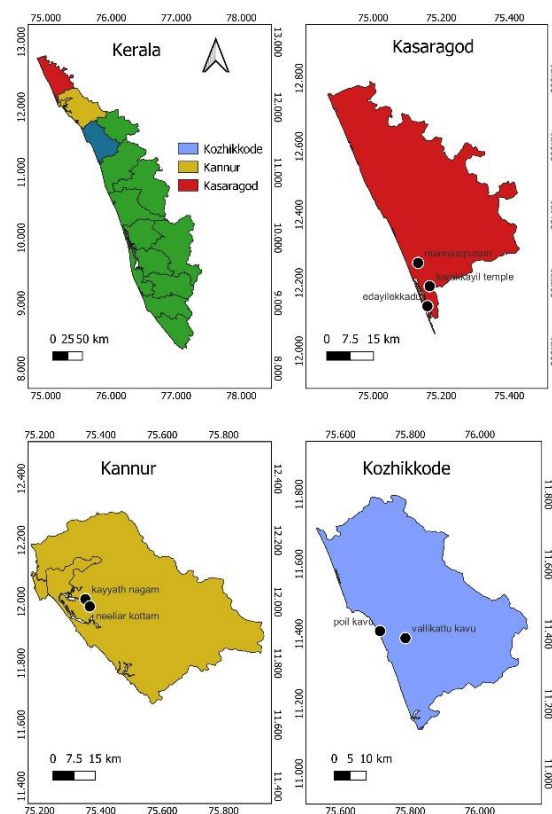 75.000 76.000 77.000 78.000
Kerala
13.000
12.000
11.000
10.000
9.000
8.000
13.000
12.000
11.000
10.000
9.000
8.000
Kozhikkode
Kannur
Kasaragod
0 25 50 km
75.000 76.000 77.000 78.000
75.000 75.200 75.400
Kasaragod
12.800
12.600
12.400
12.200
12.000
mannampuram
karakkayil temple
edayilekkadu
0 7.5 15 km
75.000 75.200 75.400
75.200 75.400 75.600 75.800
Kannur
12.400
12.200
12.000
11.800
11.600
11.400
12.400
12.200
12.000
11.800
11.600
11.400
kayyath nagam
neeliar kottam
0 7.5 15 km
75.200 75.400 75.600 75.800
75.600 75.800 76.000
Kozhikkode
11.800
11.600
11.400
11.200
11.000
11.800
11.600
11.400
11.200
11.000
poil kavu
vallikattu kavu
0 5 10 km
75.600 75.800 76.000